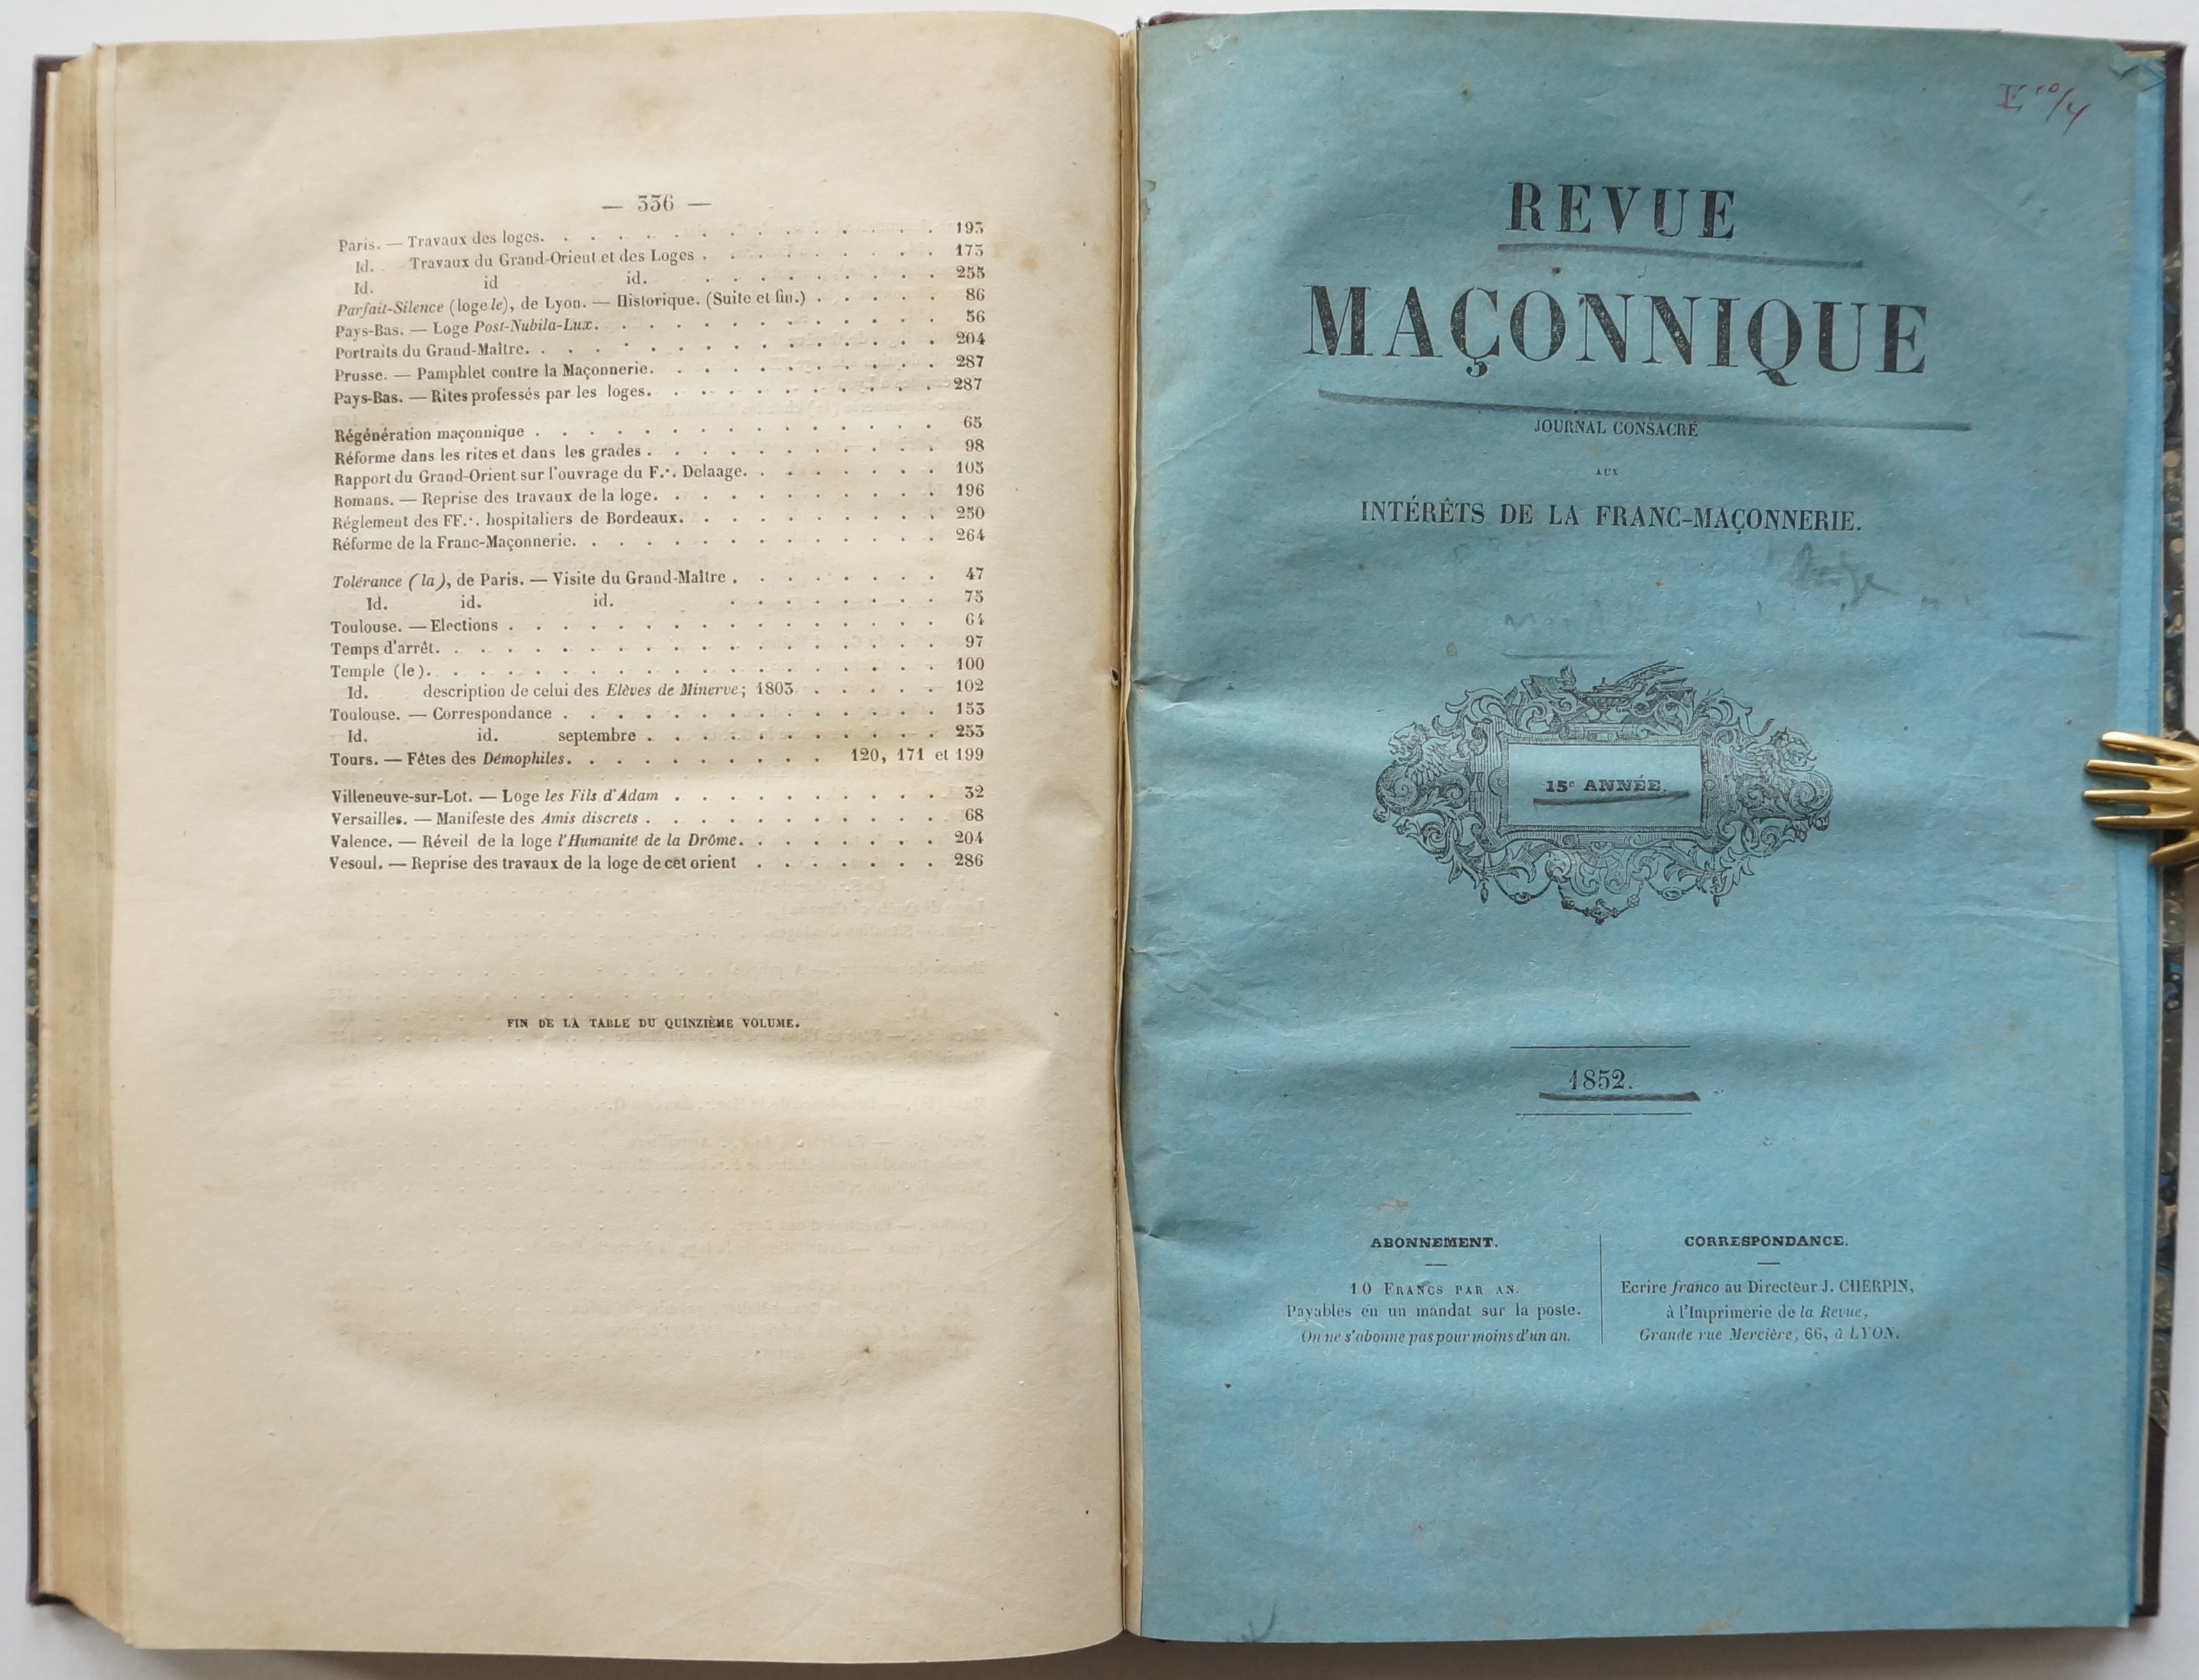 — 336 —
Paris. — Travaux des loges. . . . . . . . . . . . . . . 193
Id. Travaux du Grand-Orient et des Loges . . . . . . . . . 173
Id. id id. . . . . . . . . . 255
Parfait-Silence (loge le), de Lyon. — Historique. (Suite et fin.) . . . . . 86
Pays-Bas. — Loge Post-Nubila-Lux. . . . . . . . . . . . . 56
Portraits du Grand-Maître. . . . . . . . . . . . . . . 204
Prusse. — Pamphlet contre la Maçonnerie. . . . . . . . . . . 287
Pays-Bas. — Rites professés par les loges. . . . . . . . . . . 287
Régénération maçonnique . . . . . . . . . . . . . . . 65
Réforme dans les rites et dans les grades . . . . . . . . . . . 98
Rapport du Grand-Orient sur l'ouvrage du F.·. Delaage. . . . . . . . 105
Romans. — Reprise des travaux de la loge. . . . . . . . . . . 196
Réglement des FF.·. hospitaliers de Bordeaux. . . . . . . . . . 250
Réforme de la Franc-Maçonnerie. . . . . . . . . . . . . 264
Tolérance (la), de Paris. — Visite du Grand-Maître . . . . . . . . 47
Id. id. id. . . . . . . . . 75
Toulouse. — Elections . . . . . . . . . . . . . . . . 64
Temps d'arrêt. . . . . . . . . . . . . . . . . . . 97
Temple (le). . . . . . . . . . . . . . . . . . . 100
Id. description de celui des Elèves de Minerve; 1803 . . . . . 102
Toulouse. — Correspondance . . . . . . . . . . . . . . 153
Id. id. septembre . . . . . . . . . . . 253
Tours. — Fêtes des Démophiles. . . . . . . . . . 120, 171 et 199
Villeneuve-sur-Lot. — Loge les Fils d'Adam . . . . . . . . . . 32
Versailles. — Manifeste des Amis discrets . . . . . . . . . . . 68
Valence. — Réveil de la loge l'Humanité de la Drôme. . . . . . . . 204
Vesoul. — Reprise des travaux de la loge de cet orient . . . . . . . 286
FIN DE LA TABLE DU QUINZIÈME VOLUME.
REVUE
MAÇONNIQUE
JOURNAL CONSACRÉ
AUX
INTÉRÊTS DE LA FRANC-MAÇONNERIE.
15e ANNÉE.
1852.
ABONNEMENT.
10 FRANCS PAR AN.
Payables en un mandat sur la poste.
On ne s'abonne pas pour moins d'un an.
CORRESPONDANCE.
Ecrire franco au Directeur J. CHERPIN,
à l'Imprimerie de la Revue,
Grande rue Mercière, 66, à LYON.